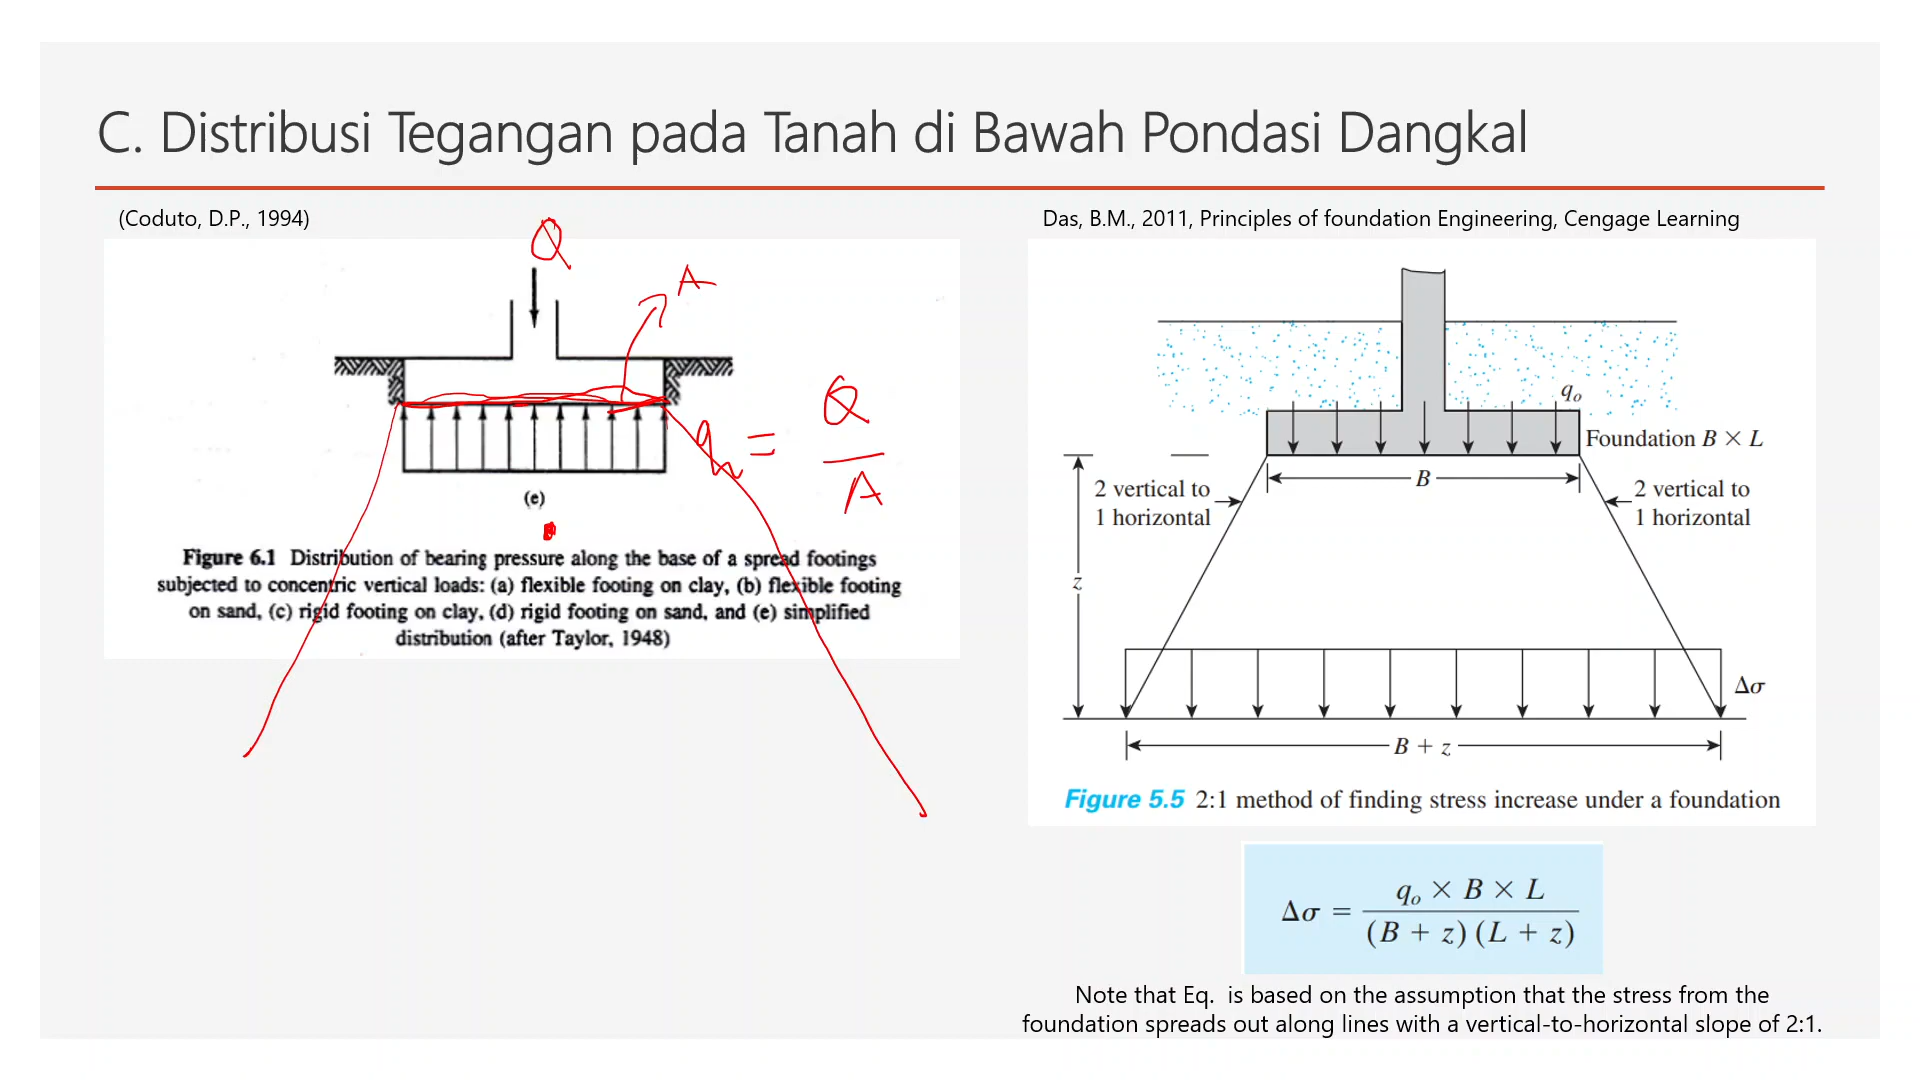 C. Distribusi Tegangan pada Tanah di Bawah Pondasi Dangkal
(Coduto, D.P., 1994)
Q
A
Q
=
A
(e)
Figure 6.1 Distribution of bearing pressure along the base of a spread footings
subjected to concentric vertical loads: (a) flexible footing on clay, (b) flexible footing
on sand, (c) rigid footing on clay, (d) rigid footing on sand, and (e) simplified
distribution (after Taylor, 1948)
Das, B.M., 2011, Principles of foundation Engineering, Cengage Learning
qo
Foundation B × L
B
2 vertical to
1 horizontal
2 vertical to
1 horizontal
z
Δσ
B + z
Figure 5.5 2:1 method of finding stress increase under a foundation
Δσ = qo × B × L
(B + z) (L + z)
Note that Eq. is based on the assumption that the stress from the
foundation spreads out along lines with a vertical-to-horizontal slope of 2:1.